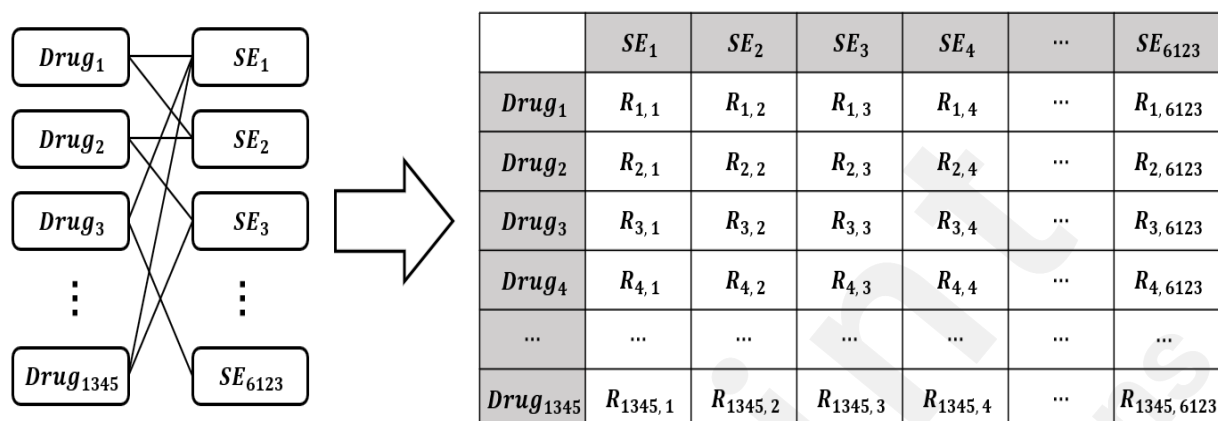 Drug₁ SE₁
Drug₂ SE₂
Drug₃ SE₃
⋮ ⋮
Drug₁₃₄₅ SE₆₁₂₃
SE₁ SE₂ SE₃ SE₄ ⋯ SE₆₁₂₃
Drug₁ R₁,₁ R₁,₂ R₁,₃ R₁,₄ ⋯ R₁,₆₁₂₃
Drug₂ R₂,₁ R₂,₂ R₂,₃ R₂,₄ ⋯ R₂,₆₁₂₃
Drug₃ R₃,₁ R₃,₂ R₃,₃ R₃,₄ ⋯ R₃,₆₁₂₃
Drug₄ R₄,₁ R₄,₂ R₄,₃ R₄,₄ ⋯ R₄,₆₁₂₃
⋯ ⋯ ⋯ ⋯ ⋯ ⋯ ⋯
Drug₁₃₄₅ R₁₃₄₅,₁ R₁₃₄₅,₂ R₁₃₄₅,₃ R₁₃₄₅,₄ ⋯ R₁₃₄₅,₆₁₂₃